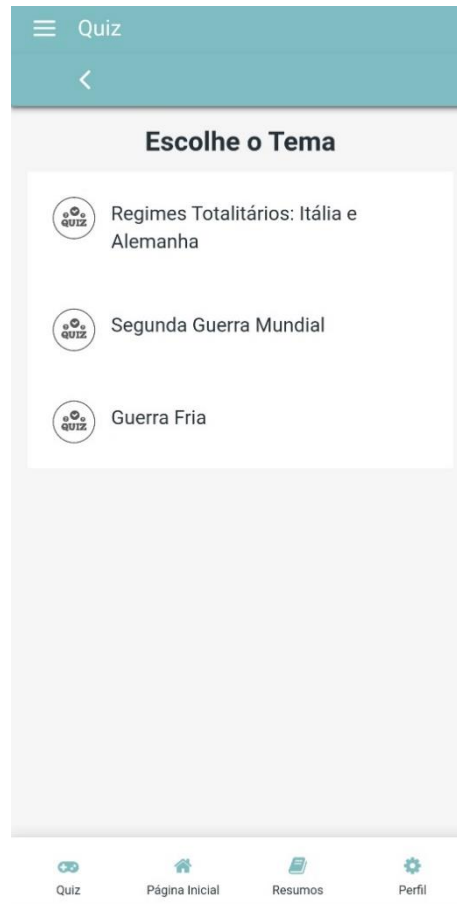 Quiz
Escolhe o Tema
QUIZ
Regimes Totalitários: Itália e
Alemanha
QUIZ
Segunda Guerra Mundial
QUIZ
Guerra Fria
Quiz
Página Inicial
Resumos
Perfil